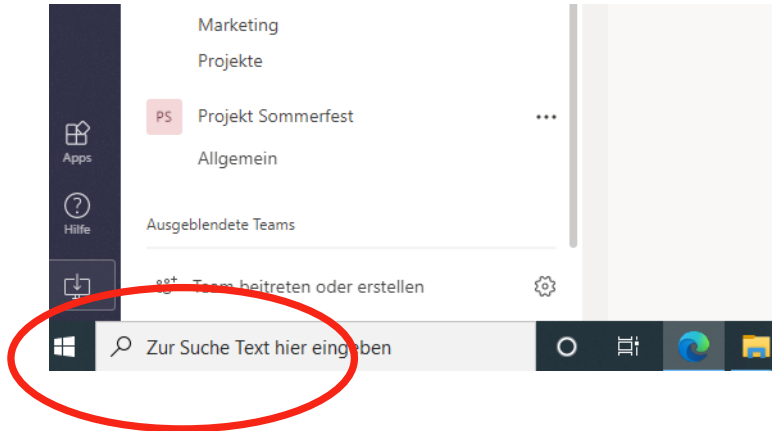 Marketing
Projekte
PS Projekt Sommerfest
Apps
Allgemein
Hilfe
Ausgeblendete Teams
Team beitreten oder erstellen
Zur Suche Text hier eingeben